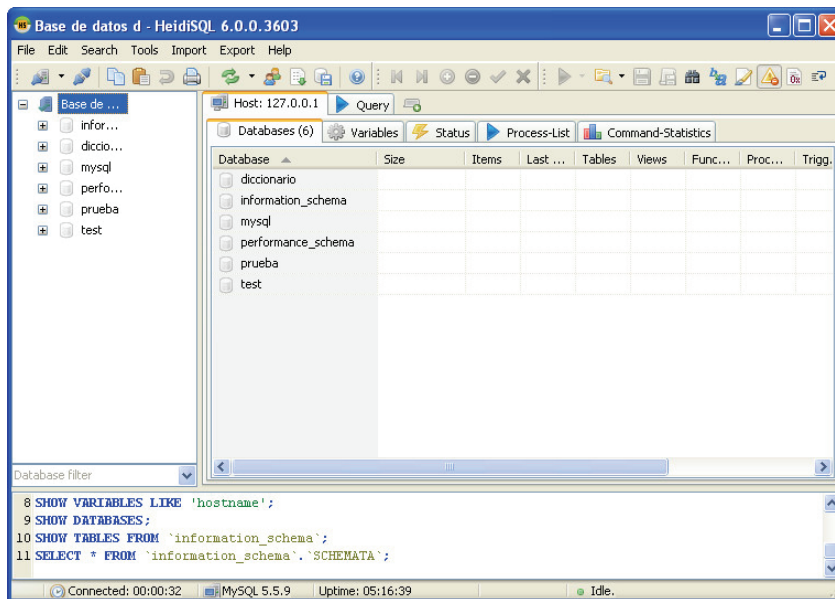 Base de datos d - HeidiSQL 6.0.0.3603
File Edit Search Tools Import Export Help
Base de ...
infor...
diccio...
mysql
perfo...
prueba
test
Database filter
Host: 127.0.0.1 Query
Databases (6) Variables Status Process-List Command-Statistics
Database Size Items Last ... Tables Views Func... Proc... Trigg.
diccionario
information_schema
mysql
performance_schema
prueba
test
8 SHOW VARIABLES LIKE 'hostname';
9 SHOW DATABASES;
10 SHOW TABLES FROM `information_schema`;
11 SELECT * FROM `information_schema`.`SCHEMATA`;
Connected: 00:00:32 MySQL 5.5.9 Uptime: 05:16:39 Idle.